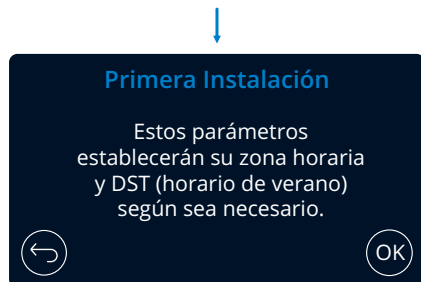 Primera Instalación
Estos parámetros
establecerán su zona horaria
y DST (horario de verano)
según sea necesario.
OK